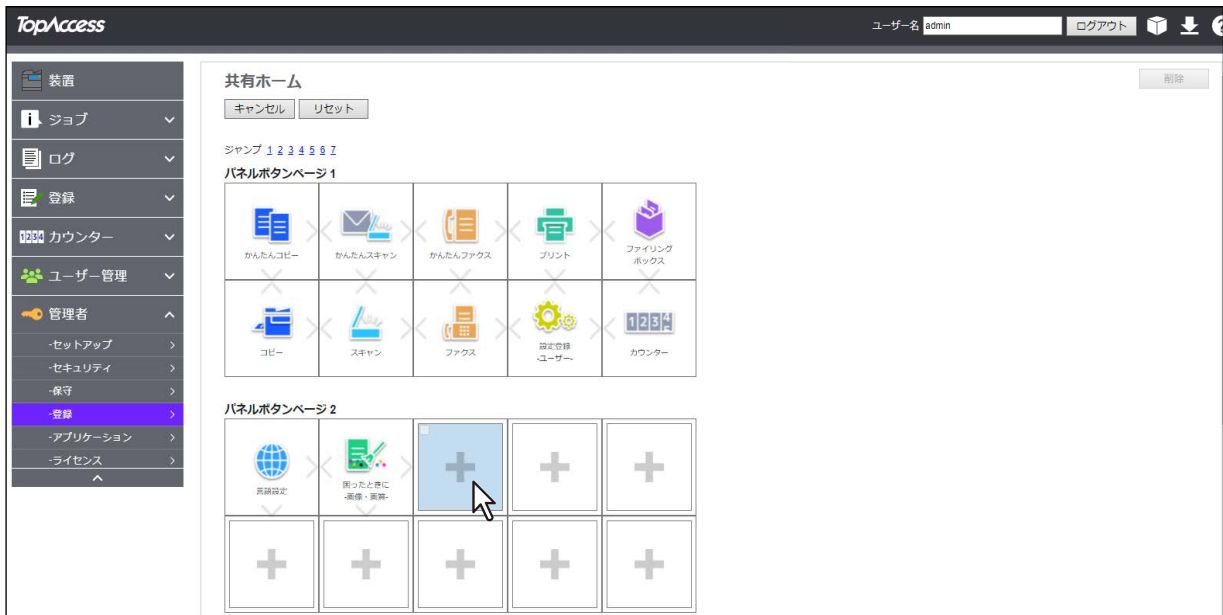 TopAccess
ユーザー名 admin ログアウト
装置
ジョブ
ログ
登録
カウンター
ユーザー管理
管理者
-セットアップ
-セキュリティ
-保守
-登録
-アプリケーション
-ライセンス
共有ホーム
削除
キャンセル リセット
ジャンプ 1 2 3 4 5 6 7
パネルボタンページ 1
かんたんコピー かんたんスキャン かんたんファクス プリント ファイリング
ボックス
コピー スキャン ファクス 設定登録
-ユーザー- カウンター
パネルボタンページ 2
言語設定 困ったときに
-画像・画質-